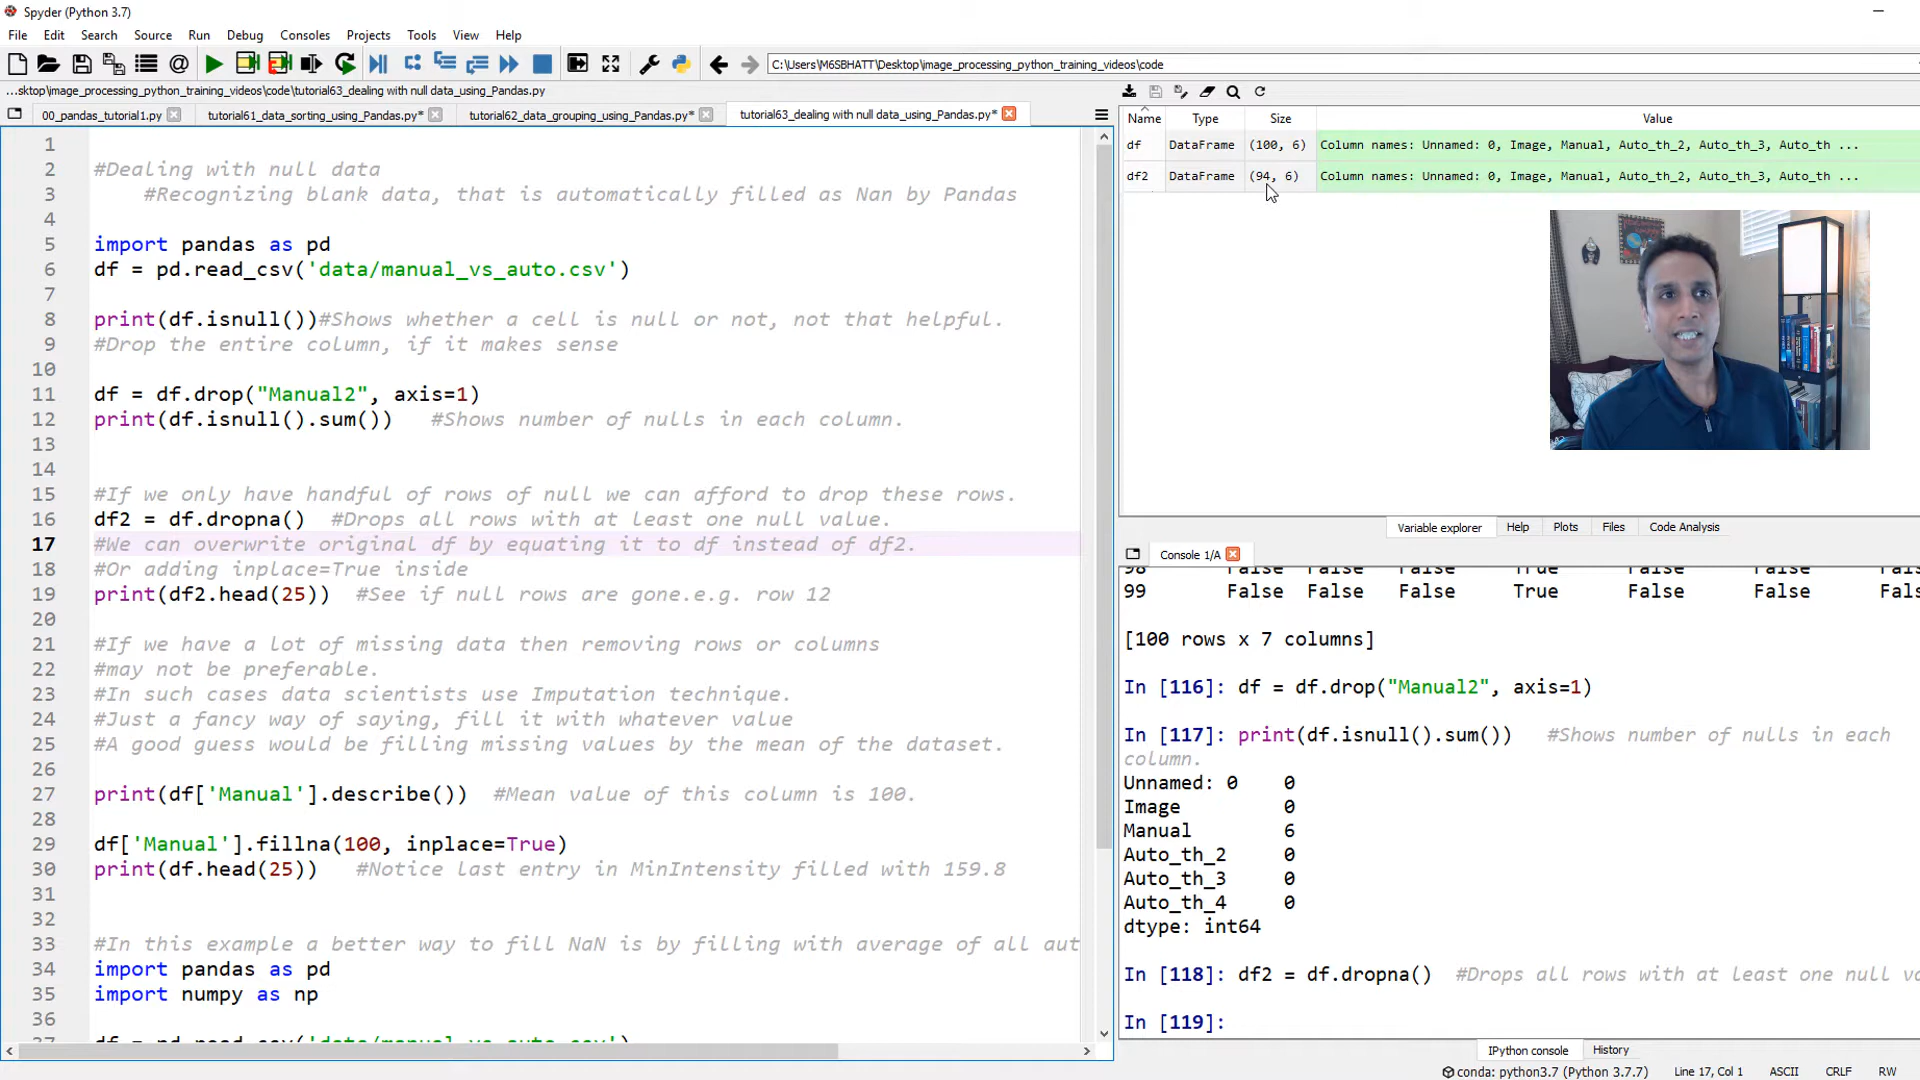 Spyder (Python 3.7)
File Edit Search Source Run Debug Consoles Projects Tools View Help
C:\Users\M6SBHATT\Desktop\image_processing_python_training_videos\code
...sktop\image_processing_python_training_videos\code\tutorial63_dealing with null data_using_Pandas.py
00_pandas_tutorial1.py tutorial61_data_sorting_using_Pandas.py* tutorial62_data_grouping_using_Pandas.py* tutorial63_dealing with null data_using_Pandas.py*
1
2 #Dealing with null data
3 #Recognizing blank data, that is automatically filled as Nan by Pandas
4
5 import pandas as pd
6 df = pd.read_csv('data/manual_vs_auto.csv')
7
8 print(df.isnull())#Shows whether a cell is null or not, not that helpful.
9 #Drop the entire column, if it makes sense
10
11 df = df.drop("Manual2", axis=1)
12 print(df.isnull().sum()) #Shows number of nulls in each column.
13
14
15 #If we only have handful of rows of null we can afford to drop these rows.
16 df2 = df.dropna() #Drops all rows with at least one null value.
17 #We can overwrite original df by equating it to df instead of df2.
18 #Or adding inplace=True inside
19 print(df2.head(25)) #See if null rows are gone.e.g. row 12
20
21 #If we have a lot of missing data then removing rows or columns
22 #may not be preferable.
23 #In such cases data scientists use Imputation technique.
24 #Just a fancy way of saying, fill it with whatever value
25 #A good guess would be filling missing values by the mean of the dataset.
26
27 print(df['Manual'].describe()) #Mean value of this column is 100.
28
29 df['Manual'].fillna(100, inplace=True)
30 print(df.head(25)) #Notice last entry in MinIntensity filled with 159.8
31
32
33 #In this example a better way to fill NaN is by filling with average of all aut
34 import pandas as pd
35 import numpy as np
36
37 df = pd.read_csv('data/manual_vs_auto.csv')
Name Type Size Value
df DataFrame (100, 6) Column names: Unnamed: 0, Image, Manual, Auto_th_2, Auto_th_3, Auto_th ...
df2 DataFrame (94, 6) Column names: Unnamed: 0, Image, Manual, Auto_th_2, Auto_th_3, Auto_th ...
Variable explorer Help Plots Files Code Analysis
Console 1/A
98 False False False True False False Fals
99 False False False True False False Fals
[100 rows x 7 columns]
In [116]: df = df.drop("Manual2", axis=1)
In [117]: print(df.isnull().sum()) #Shows number of nulls in each
column.
Unnamed: 0 0
Image 0
Manual 6
Auto_th_2 0
Auto_th_3 0
Auto_th_4 0
dtype: int64
In [118]: df2 = df.dropna() #Drops all rows with at least one null va
In [119]:
IPython console History
conda: python3.7 (Python 3.7.7) Line 17, Col 1 ASCII CRLF RW